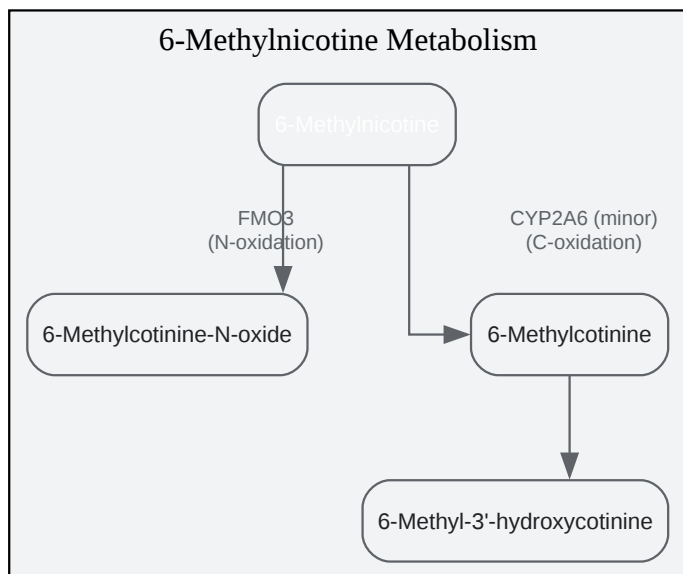 6-Methylnicotine Metabolism
6-Methylnicotine
FMO3
(N-oxidation)
CYP2A6 (minor)
(C-oxidation)
6-Methylcotinine-N-oxide
6-Methylcotinine
6-Methyl-3'-hydroxycotinine